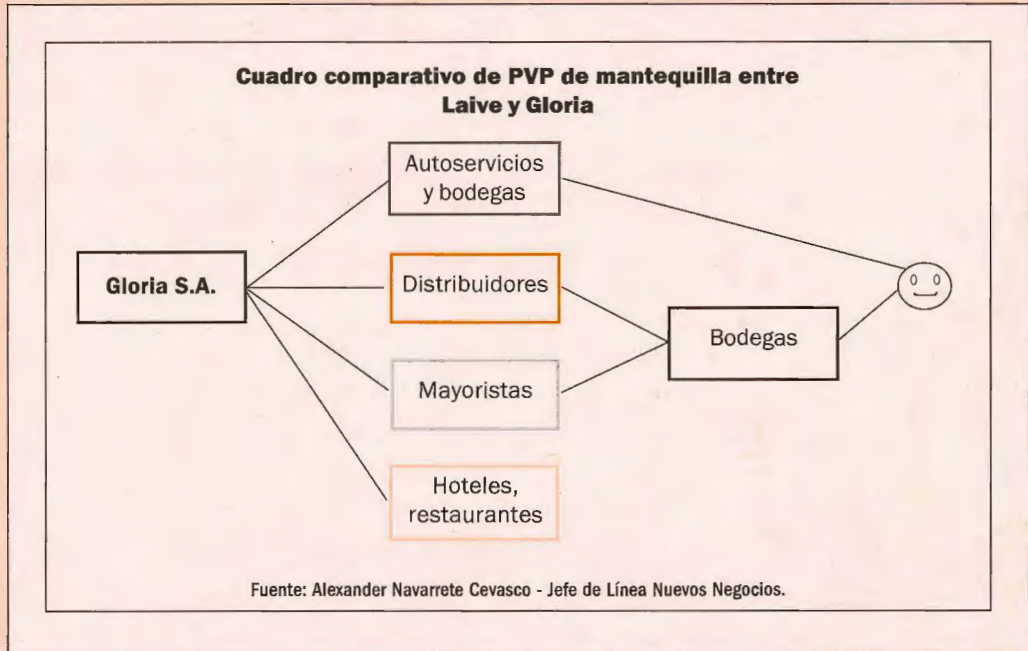 Cuadro comparativo de PVP de mantequilla entre
Laive y Gloria
Autoservicios
y bodegas
Gloria S.A.
Distribuidores
Bodegas
Mayoristas
Hoteles,
restaurantes
Fuente: Alexander Navarrete Cevasco - Jefe de Línea Nuevos Negocios.